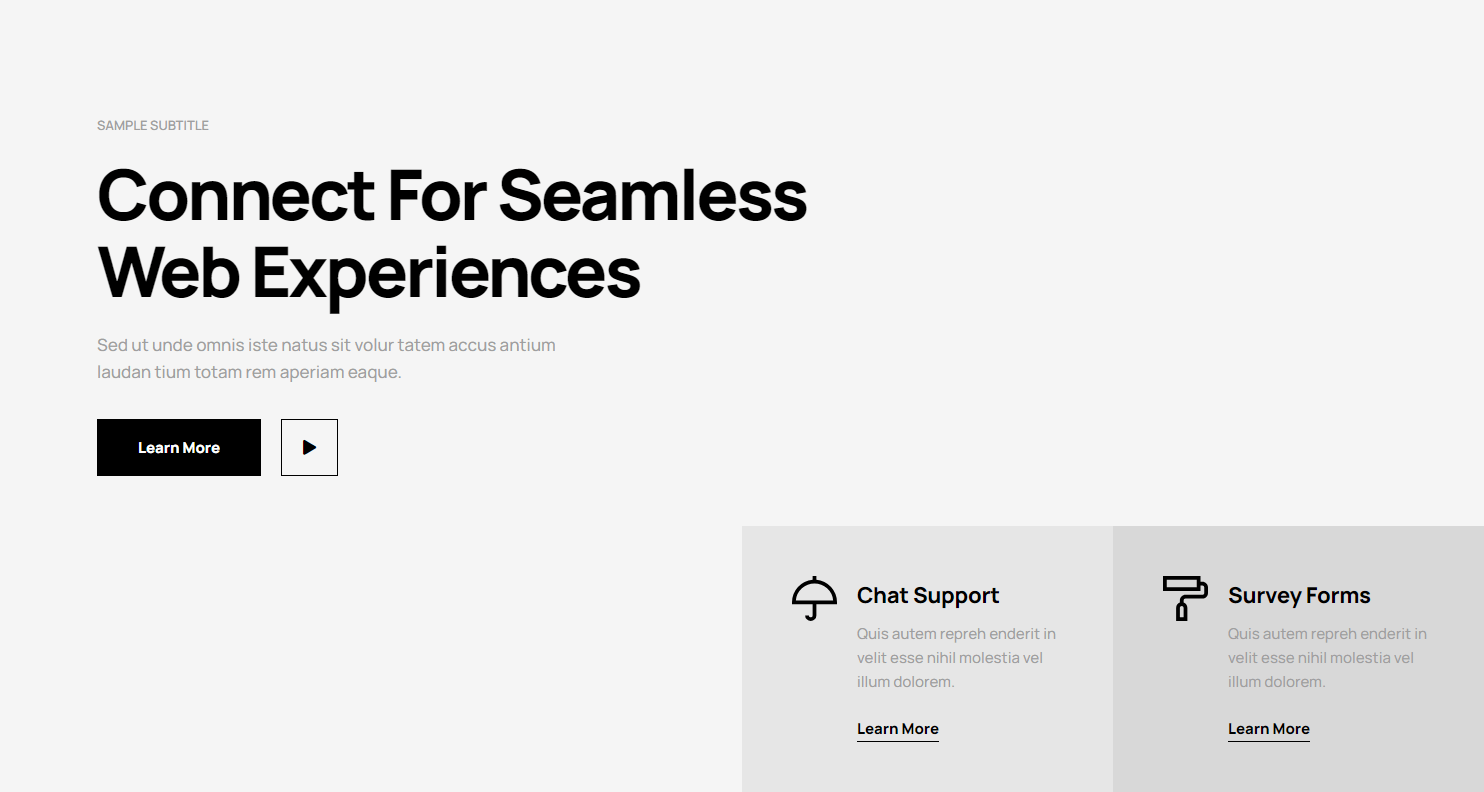 SAMPLE SUBTITLE
Connect For Seamless
Web Experiences
Sed ut unde omnis iste natus sit volur tatem accus antium
laudan tium totam rem aperiam eaque.
Learn More
Chat Support
Quis autem repreh enderit in
velit esse nihil molestia vel
illum dolorem.
Learn More
Survey Forms
Quis autem repreh enderit in
velit esse nihil molestia vel
illum dolorem.
Learn More